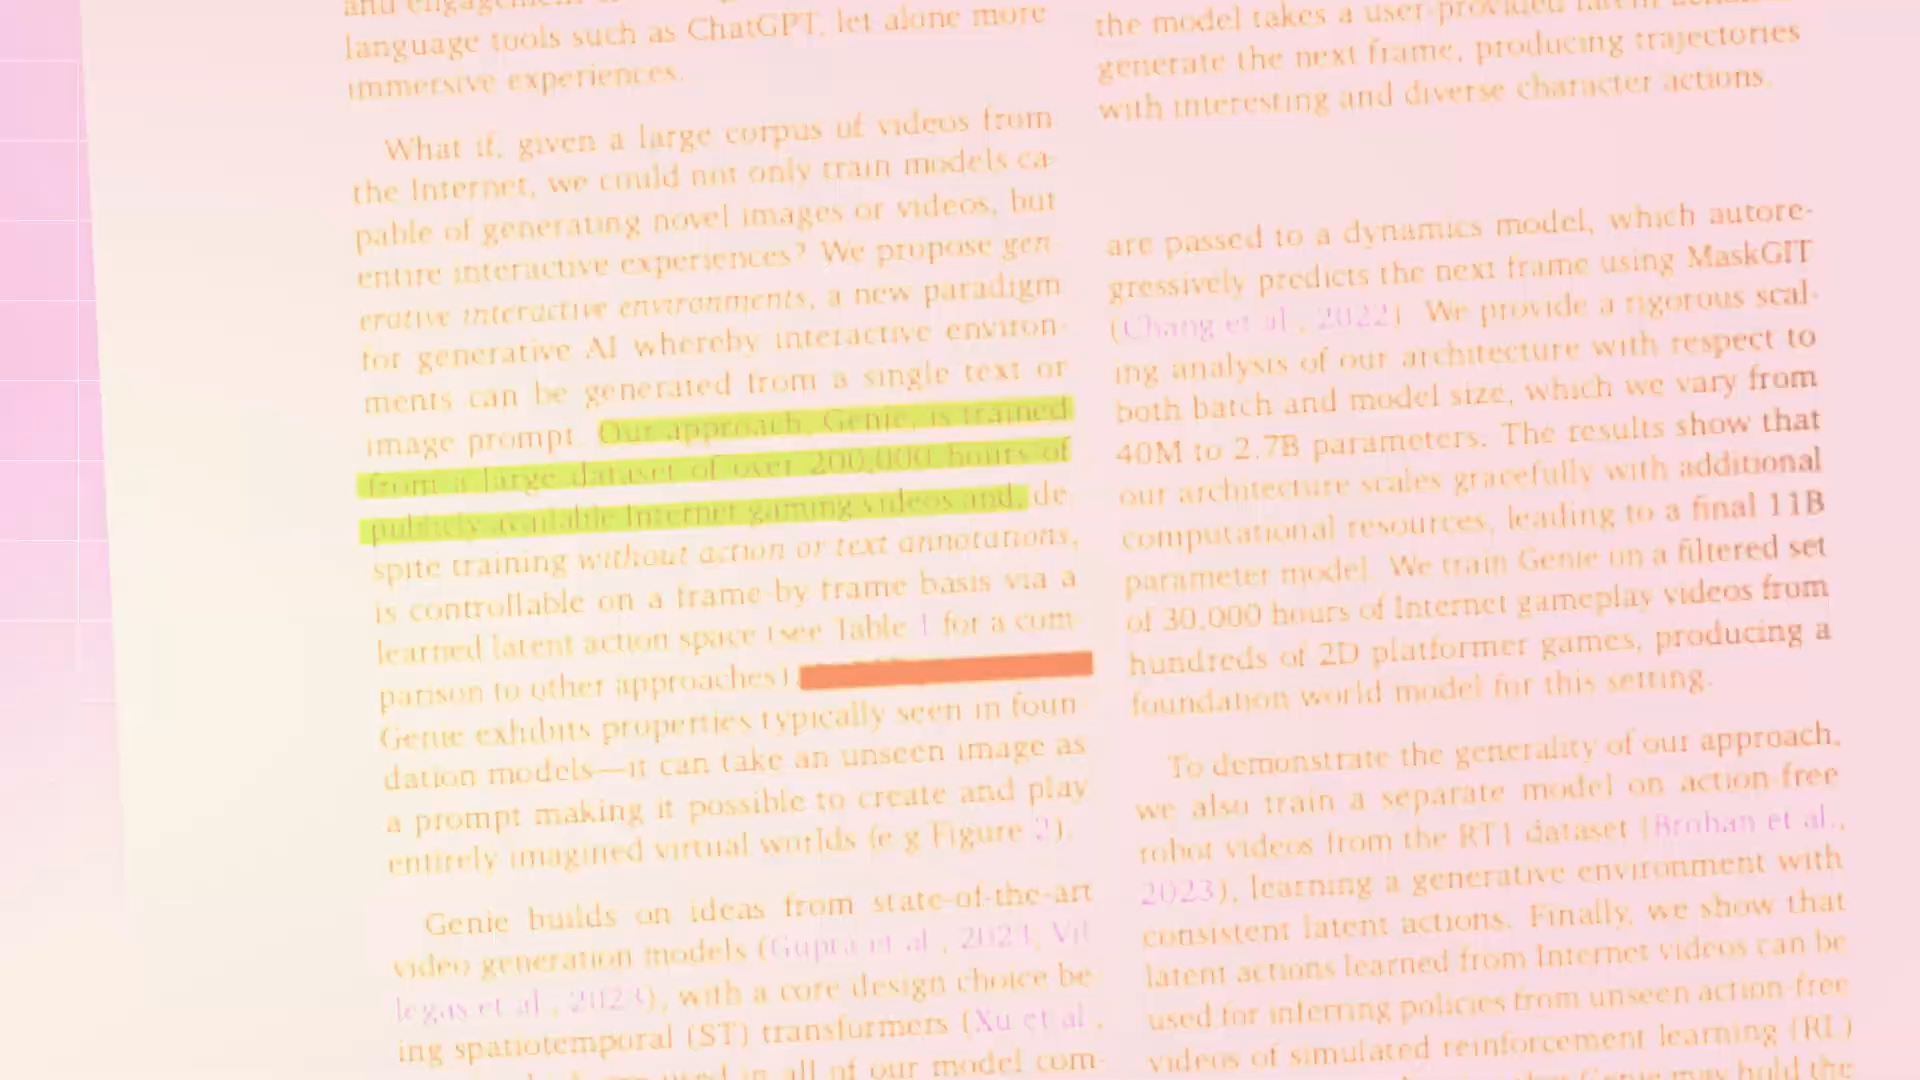 language tools such as ChatGPT, let alone more
immersive experiences.
What if, given a large corpus of videos from
the Internet, we could not only train models ca-
pable of generating novel images or videos, but
entire interactive experiences? We propose gen-
erative interactive environments, a new paradigm
for generative AI whereby interactive environ-
ments can be generated from a single text or
image prompt. Our approach, Genie, is trained
from a large dataset of over 200,000 hours of
publicly available Internet gaming videos and, de-
spite training without action or text annotations,
is controllable on a frame-by-frame basis via a
learned latent action space (see Table 1 for a com-
parison to other approaches).
Genie exhibits properties typically seen in foun-
dation models—it can take an unseen image as
a prompt making it possible to create and play
entirely imagined virtual worlds (e.g Figure 2).
Genie builds on ideas from state-of-the-art
video generation models (Gupta et al., 2023; Vil-
legas et al., 2023), with a core design choice be-
ing spatiotemporal (ST) transformers (Xu et al.,
in all of our model com-
the model takes a user-provided latent
generate the next frame, producing trajectories
with interesting and diverse character actions.
are passed to a dynamics model, which autore-
gressively predicts the next frame using MaskGIT
(Chang et al., 2022). We provide a rigorous scal-
ing analysis of our architecture with respect to
both batch and model size, which we vary from
40M to 2.7B parameters. The results show that
our architecture scales gracefully with additional
computational resources, leading to a final 11B
parameter model. We train Genie on a filtered set
of 30,000 hours of Internet gameplay videos from
hundreds of 2D platformer games, producing a
foundation world model for this setting.
To demonstrate the generality of our approach,
we also train a separate model on action-free
robot videos from the RT1 dataset (Brohan et al.,
2023), learning a generative environment with
consistent latent actions. Finally, we show that
latent actions learned from Internet videos can be
used for inferring policies from unseen action-free
videos of simulated reinforcement learning (RL)
Genie may hold the